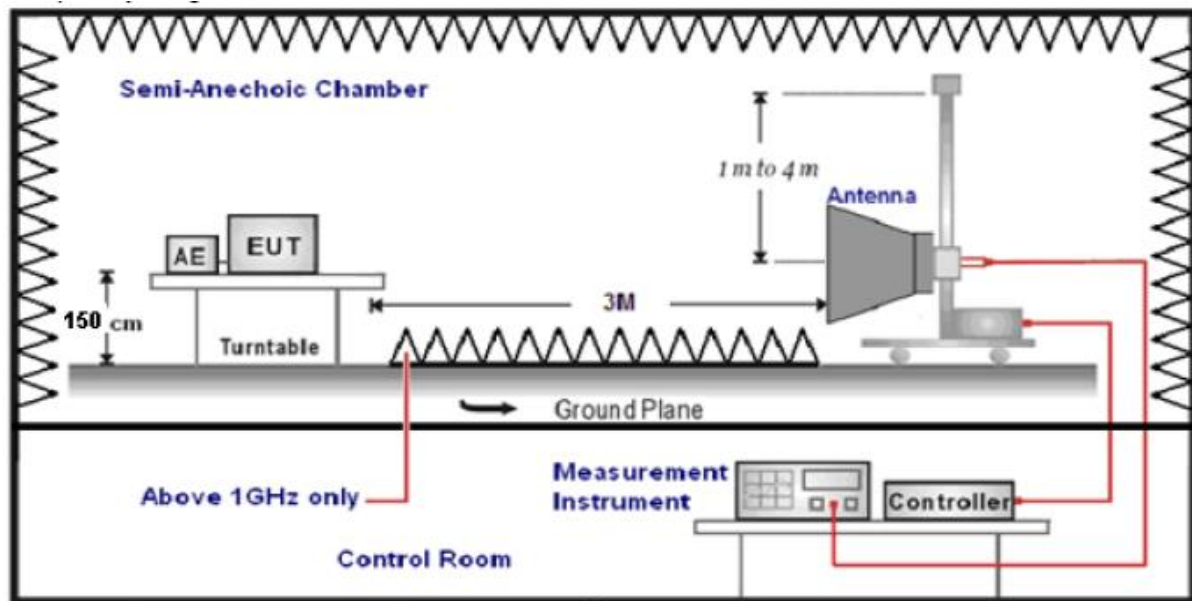 Semi-Anechoic Chamber
1 m to 4 m
Antenna
AE
EUT
3M
150 cm
Turntable
Ground Plane
Above 1GHz only
Measurement
Instrument
Controller
Control Room